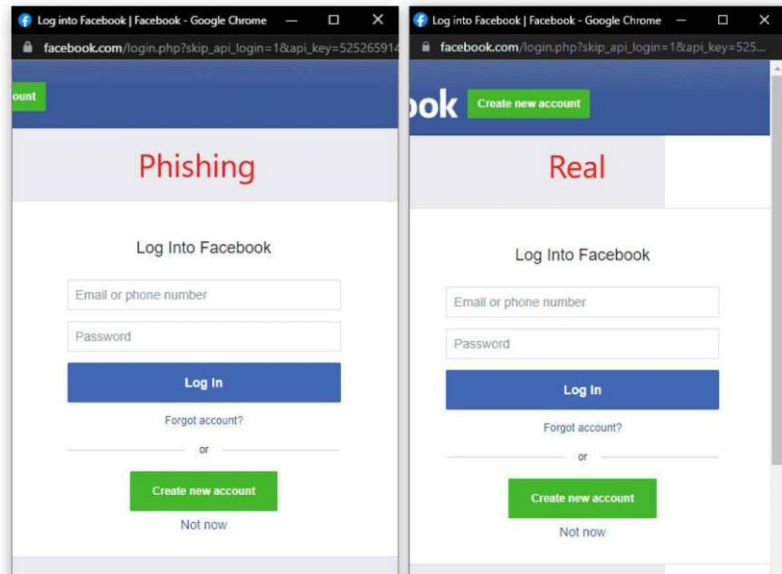 Log into Facebook | Facebook - Google Chrome
facebook.com/login.php?skip_api_login=1&api_key=525265914
ount
Phishing
Log Into Facebook
Email or phone number
Password
Log In
Forgot account?
or
Create new account
Not now
Log into Facebook | Facebook - Google Chrome
facebook.com/login.php?skip_api_login=1&api_key=525...
ook
Create new account
Real
Log Into Facebook
Email or phone number
Password
Log In
Forgot account?
or
Create new account
Not now